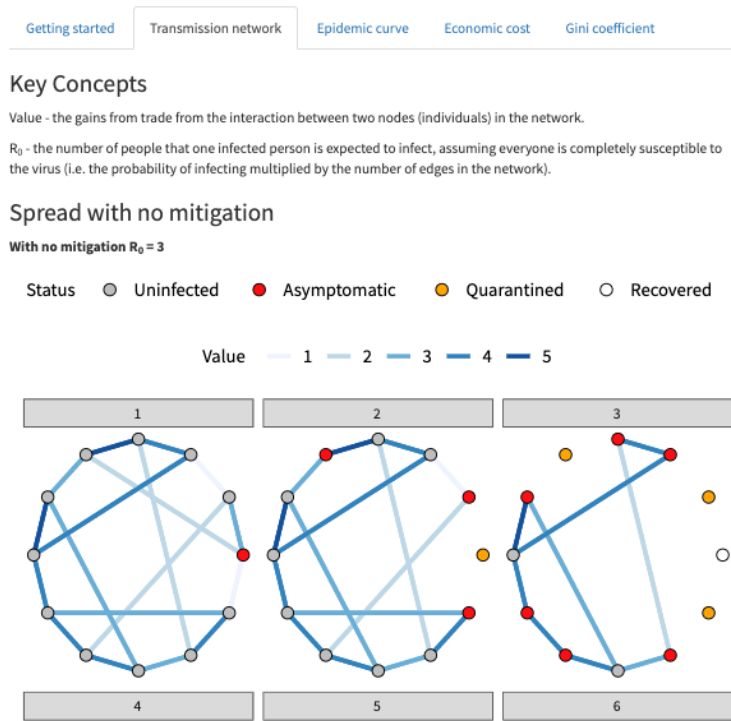 Getting started Transmission network Epidemic curve Economic cost Gini coefficient
Key Concepts
Value - the gains from trade from the interaction between two nodes (individuals) in the network.
R₀ - the number of people that one infected person is expected to infect, assuming everyone is completely susceptible to
the virus (i.e. the probability of infecting multiplied by the number of edges in the network).
Spread with no mitigation
With no mitigation R₀ = 3
Status Uninfected Asymptomatic Quarantined Recovered
Value 1 2 3 4 5
1 2 3
4 5 6